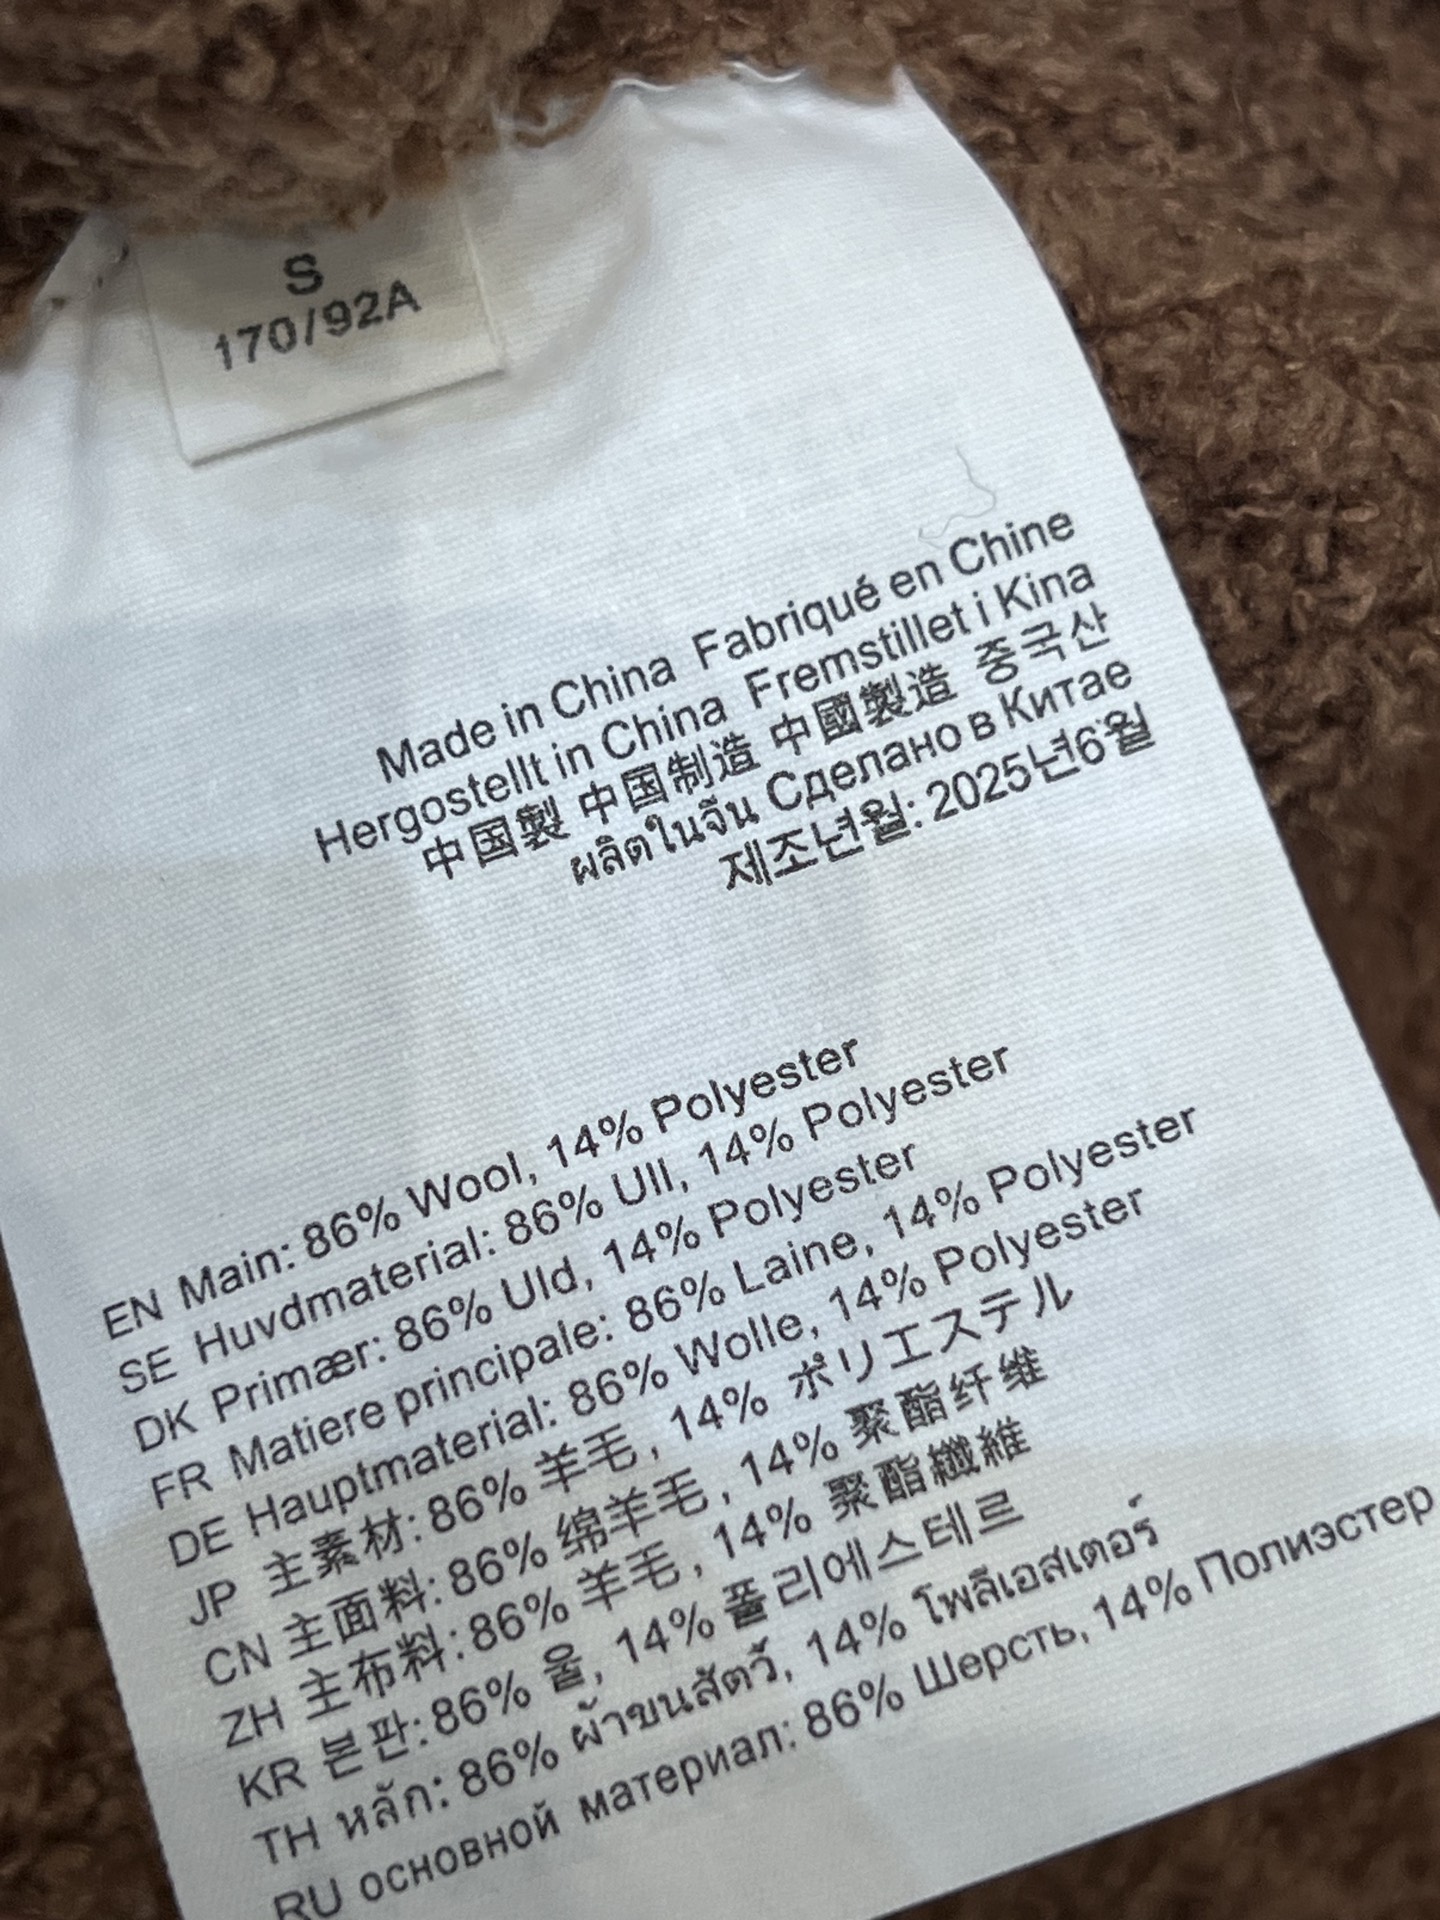 S
170/92A
Made in China Fabriqué en Chine
Hergostellt in China Fremstillet i Kina
中国製 中国制造 中國製造 중국산
ผลิตในจีน Сделано в Китае
제조년월: 2025년6월
EN Main: 86% Wool, 14% Polyester
SE Huvdmaterial: 86% Ull, 14% Polyester
DK Primær: 86% Uld, 14% Polyester
FR Matiere principale: 86% Laine, 14% Polyester
DE Hauptmaterial: 86% Wolle, 14% Polyester
JP 主素材: 86% 羊毛, 14% ポリエステル
CN 主面料: 86% 绵羊毛, 14% 聚酯纤维
ZH 主布料: 86% 羊毛, 14% 聚酯纖維
KR 본판: 86% 울, 14% 폴리에스테르
TH หลัก: 86% ผ้าขนสัตว์, 14% โพลีเอสเตอร์
RU основной материал: 86% Шерсть, 14% Полиэстер